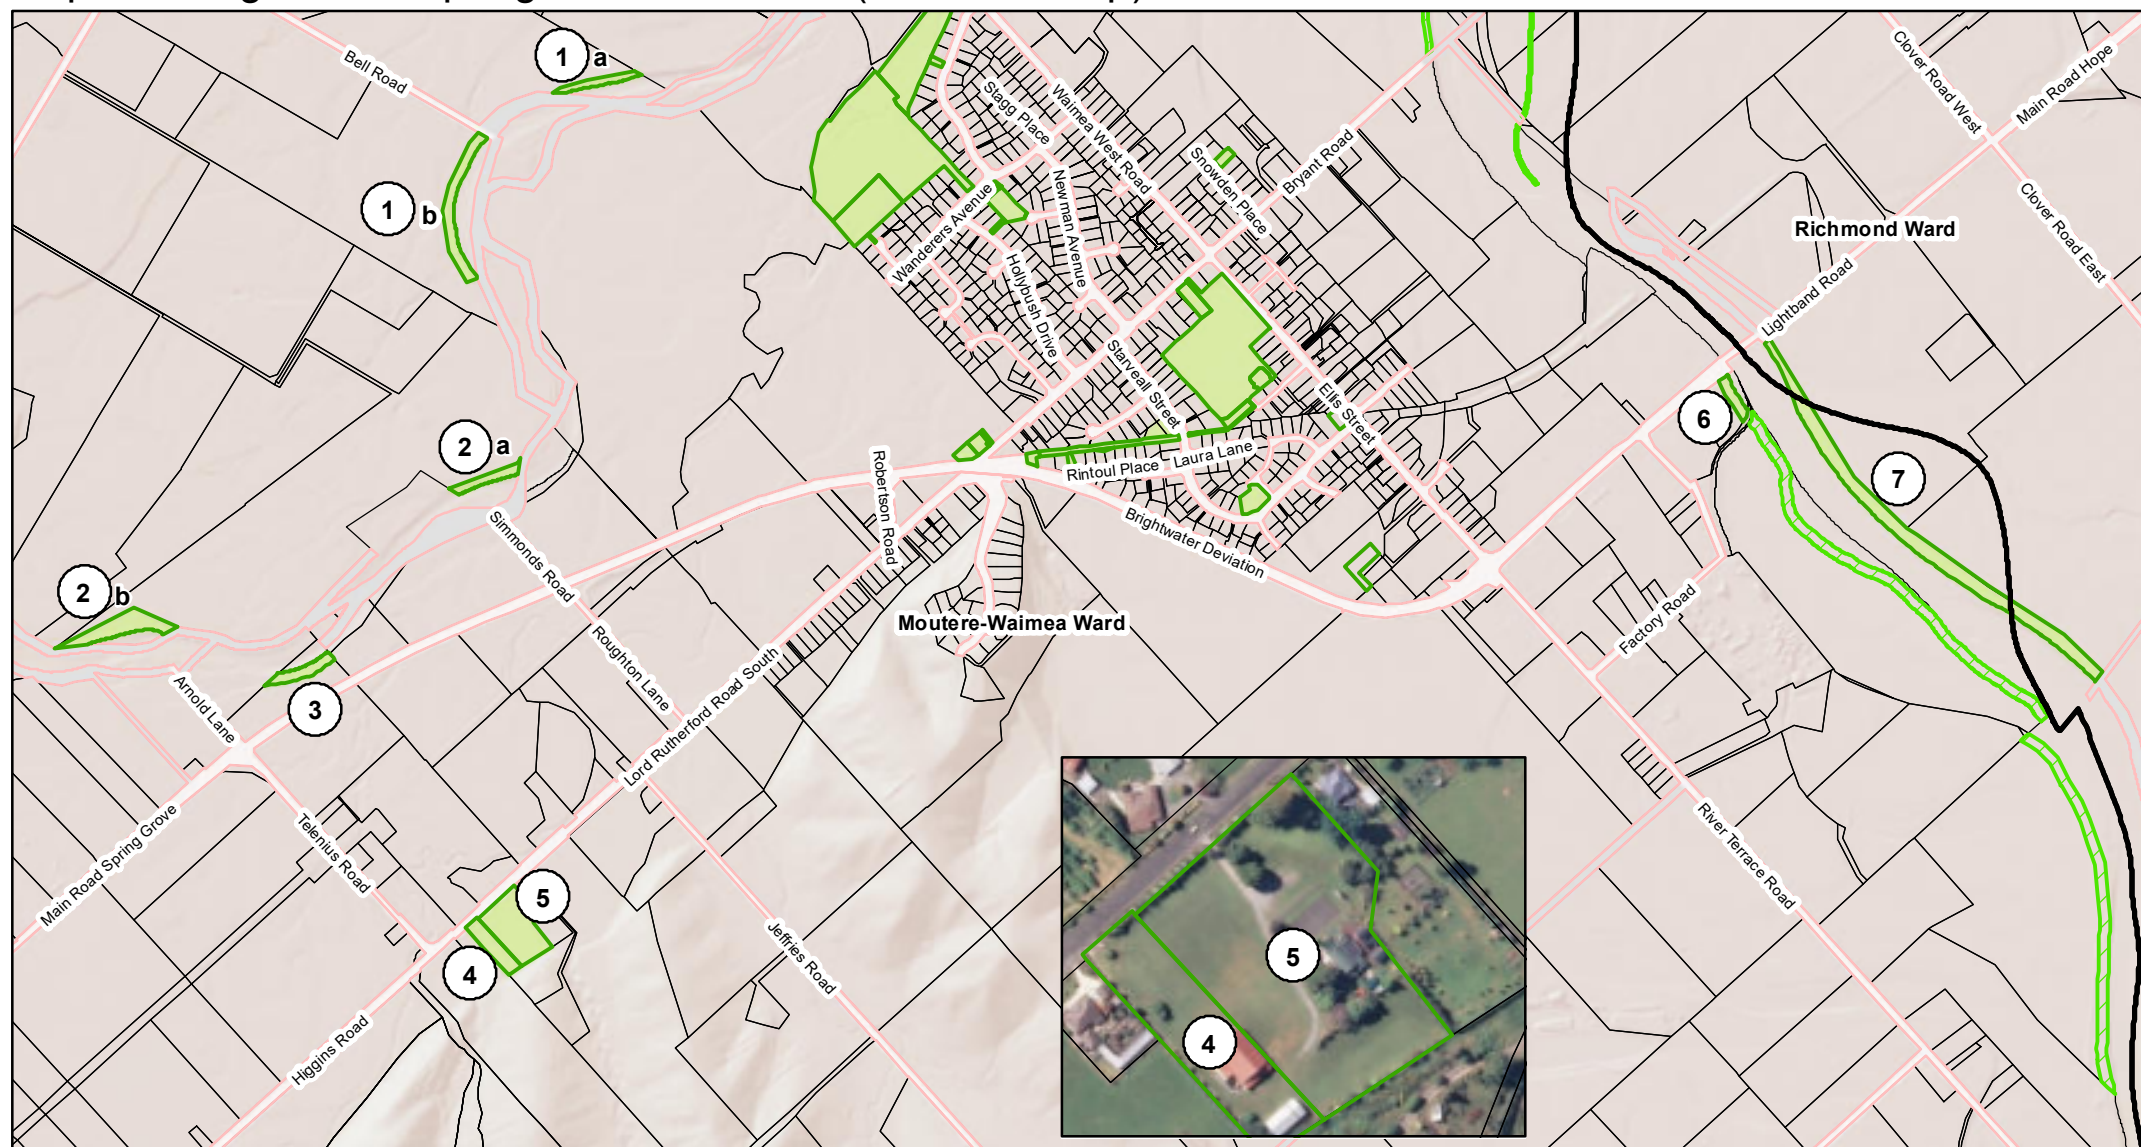 Bell Road
1 a
1 b
Stagg Place
Waimea West Road
Snowden Place
Bryant Road
Newman Avenue
Wanderers Avenue
Hollybush Drive
Starveall Street
Ellis Street
Clover Road West
Main Road Hope
Clover Road East
Richmond Ward
Lightband Road
2 a
2 b
Simmonds Road
Robertson Road
Rintoul Place
Laura Lane
Brightwater Deviation
6
7
Moutere-Waimea Ward
Roughton Lane
Factory Road
Arnold Lane
3
Lord Rutherford Road South
Main Road Spring Grove
Telenius Road
5
4
Jeffries Road
Higgins Road
River Terrace Road
5
4